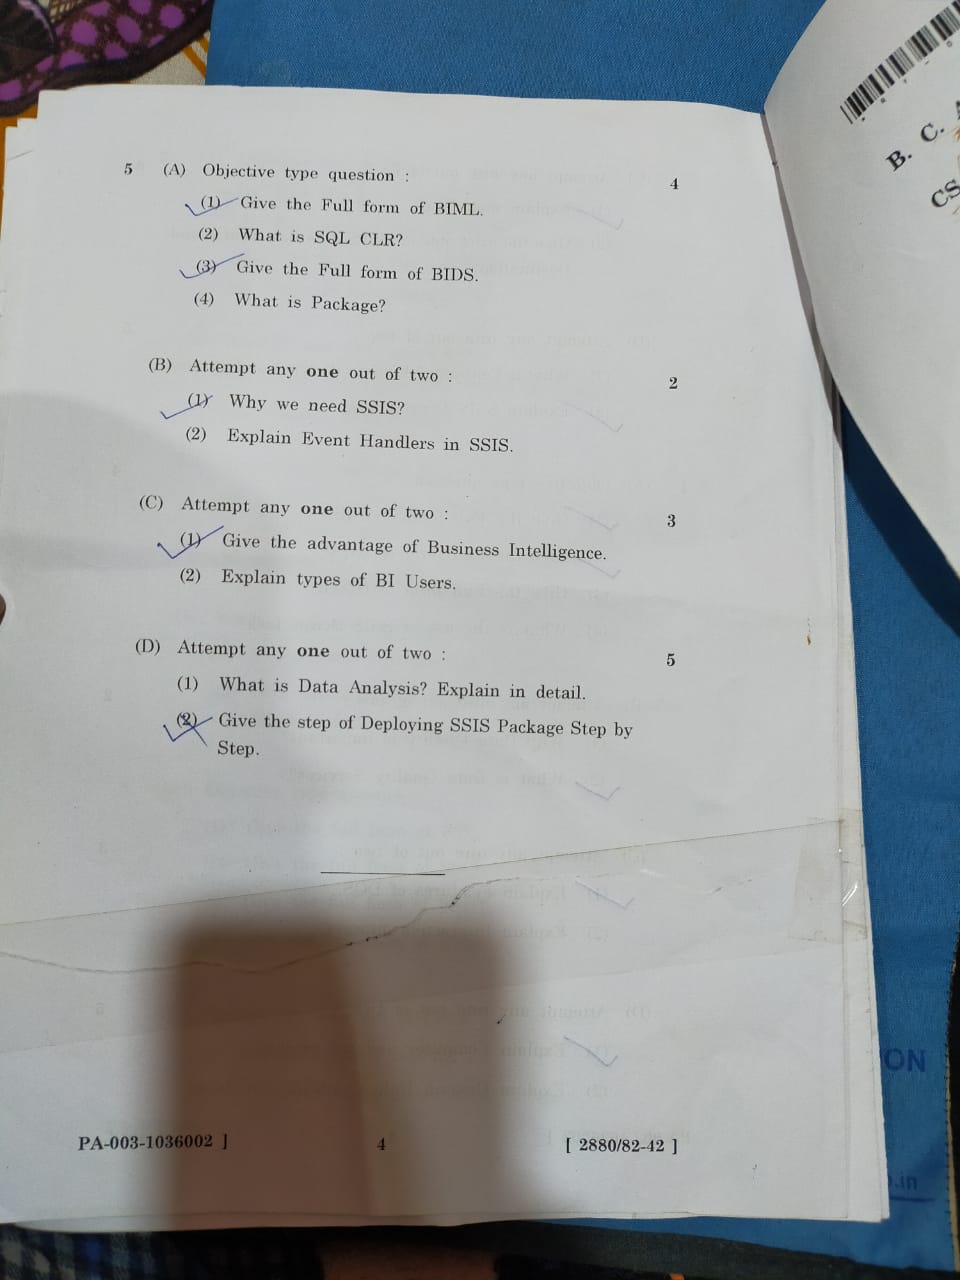 5 (A) Objective type question : 4
(1) Give the Full form of BIML.
(2) What is SQL CLR?
(3) Give the Full form of BIDS.
(4) What is Package?
(B) Attempt any one out of two : 2
(1) Why we need SSIS?
(2) Explain Event Handlers in SSIS.
(C) Attempt any one out of two : 3
(1) Give the advantage of Business Intelligence.
(2) Explain types of BI Users.
(D) Attempt any one out of two : 5
(1) What is Data Analysis? Explain in detail.
(2) Give the step of Deploying SSIS Package Step by
Step.
PA-003-1036002 ] 4 [ 2880/82-42 ]
B. C.
CS
ON
.in